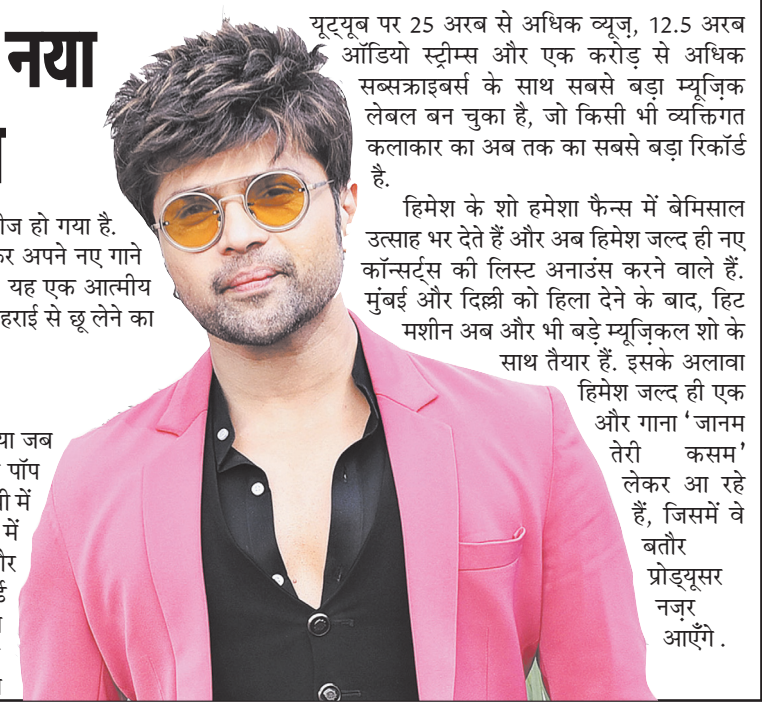 नया
ीज हो गया है.
कर अपने नए गाने
यह एक आत्मीय
हराई से छू लेने का
या जब
पॉप
ी में
में
और
यूट्यूब पर 25 अरब से अधिक व्यूज़, 12.5 अरब
ऑडियो स्ट्रीम्स और एक करोड़ से अधिक
सब्सक्राइबर्स के साथ सबसे बड़ा म्यूज़िक
लेबल बन चुका है, जो किसी भी व्यक्तिगत
कलाकार का अब तक का सबसे बड़ा रिकॉर्ड
है.
हिमेश के शो हमेशा फैन्स में बेमिसाल
उत्साह भर देते हैं और अब हिमेश जल्द ही नए
कॉन्सर्ट्स की लिस्ट अनाउंस करने वाले हैं.
मुंबई और दिल्ली को हिला देने के बाद, हिट
मशीन अब और भी बड़े म्यूज़िकल शो के
साथ तैयार हैं. इसके अलावा
हिमेश जल्द ही एक
और गाना ‘जानम
तेरी कसम’
लेकर आ रहे
हैं, जिसमें वे
बतौर
प्रोड्यूसर
नज़र
आएँगे .